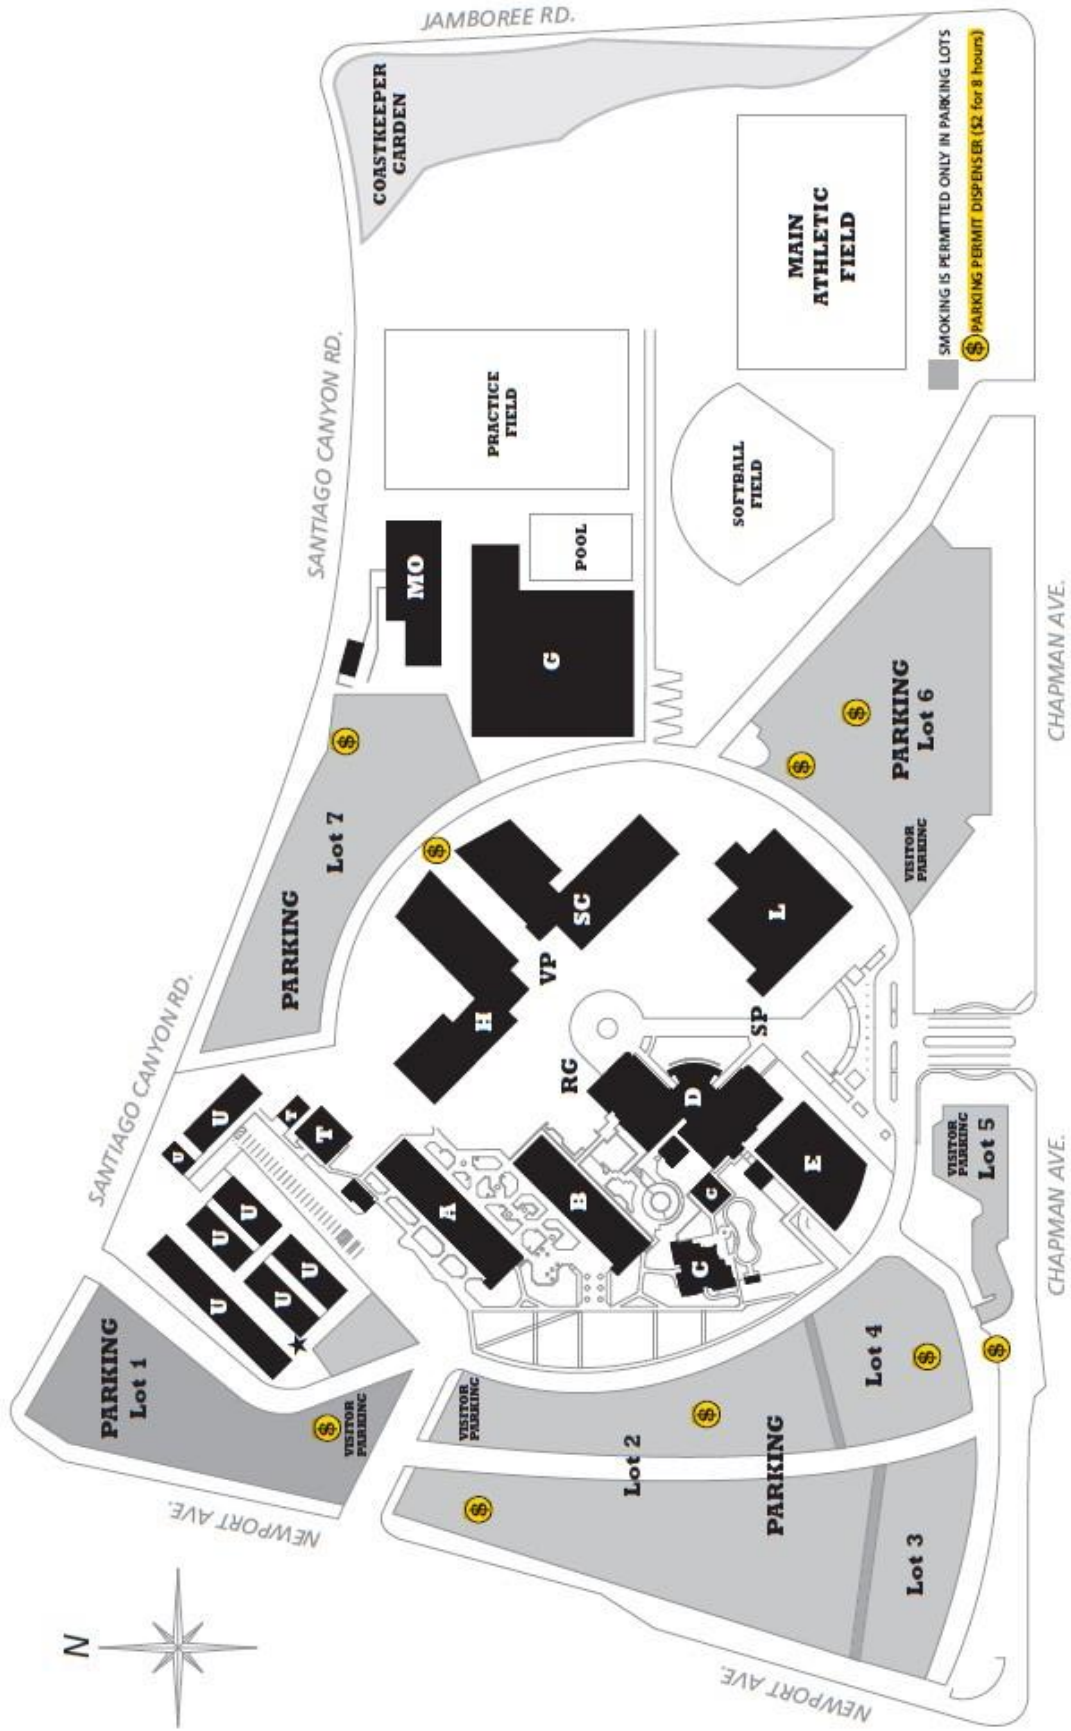 N
PARKING
Lot 1
SANTIAGO CANYON RD.
U
U
U
U
U
U
U
NEWPORT AVE.
$
VISITOR
PARKING
T
T
PARKING
Lot 7
$
$
SANTIAGO CANYON RD.
COASTKEEPER
GARDEN
JAMBOREE RD.
MO
PRACTICE
FIELD
G
POOL
A
H
VP
SC
RG
B
VISITOR
PARKING
$
Lot 2
$
PARKING
C
C
D
E
SP
L
SOFTBALL
FIELD
MAIN
ATHLETIC
FIELD
NEWPORT AVE.
Lot 4
$
Lot 3
$
VISITOR
PARKING
Lot 5
$
$
PARKING
Lot 6
VISITOR
PARKING
SMOKING IS PERMITTED ONLY IN PARKING LOTS
$ PARKING PERMIT DISPENSER ($2 for 8 hours)
CHAPMAN AVE.
CHAPMAN AVE.